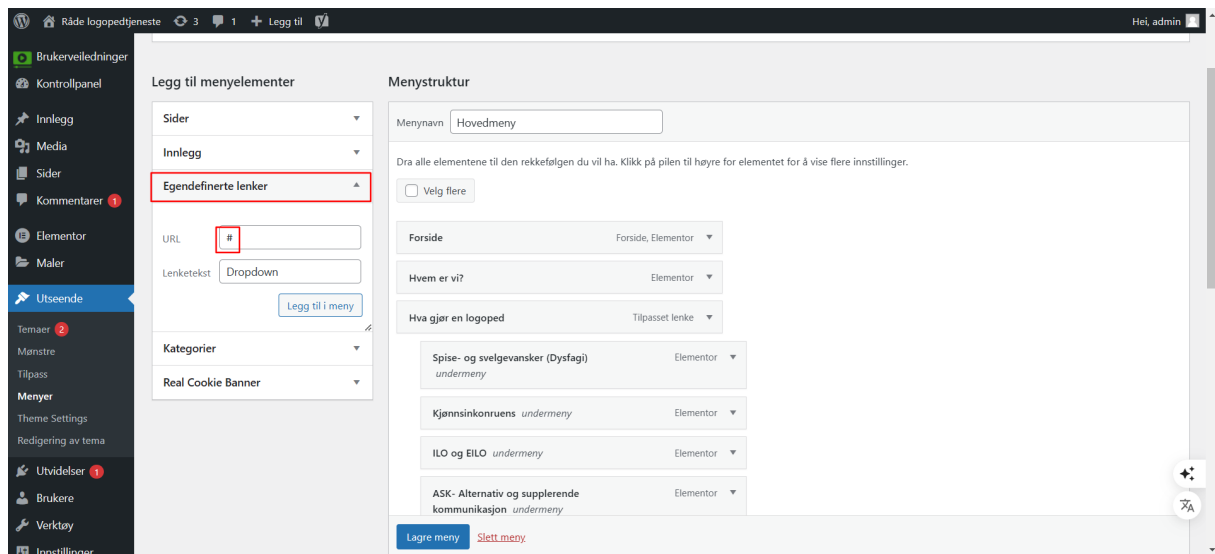 Råde logopedtjeneste 3 1 + Legg til Hei, admin
Brukerveiledninger
Kontrollpanel
Innlegg
Media
Sider
Kommentarer 1
Elementor
Maler
Utseende
Temaer 2
Mønstre
Tilpass
Menyer
Theme Settings
Redigering av tema
Utvidelser 1
Brukere
Verktøy
Innstillinger
Legg til menyelementer
Sider
Innlegg
Egendefinerte lenker
URL #
Lenketekst Dropdown
Legg til i meny
Kategorier
Real Cookie Banner
Menystruktur
Menynavn Hovedmeny
Dra alle elementene til den rekkefølgen du vil ha. Klikk på pilen til høyre for elementet for å vise flere innstillinger.
Velg flere
Forside Forside, Elementor
Hvem er vi? Elementor
Hva gjør en logoped Tilpasset lenke
Spise- og svelgevansker (Dysfagi) Elementor
undermeny
Kjønnsinkonruens undermeny Elementor
ILO og EILO undermeny Elementor
ASK- Alternativ og supplerende Elementor
kommunikasjon undermeny
Lagre meny Slett meny